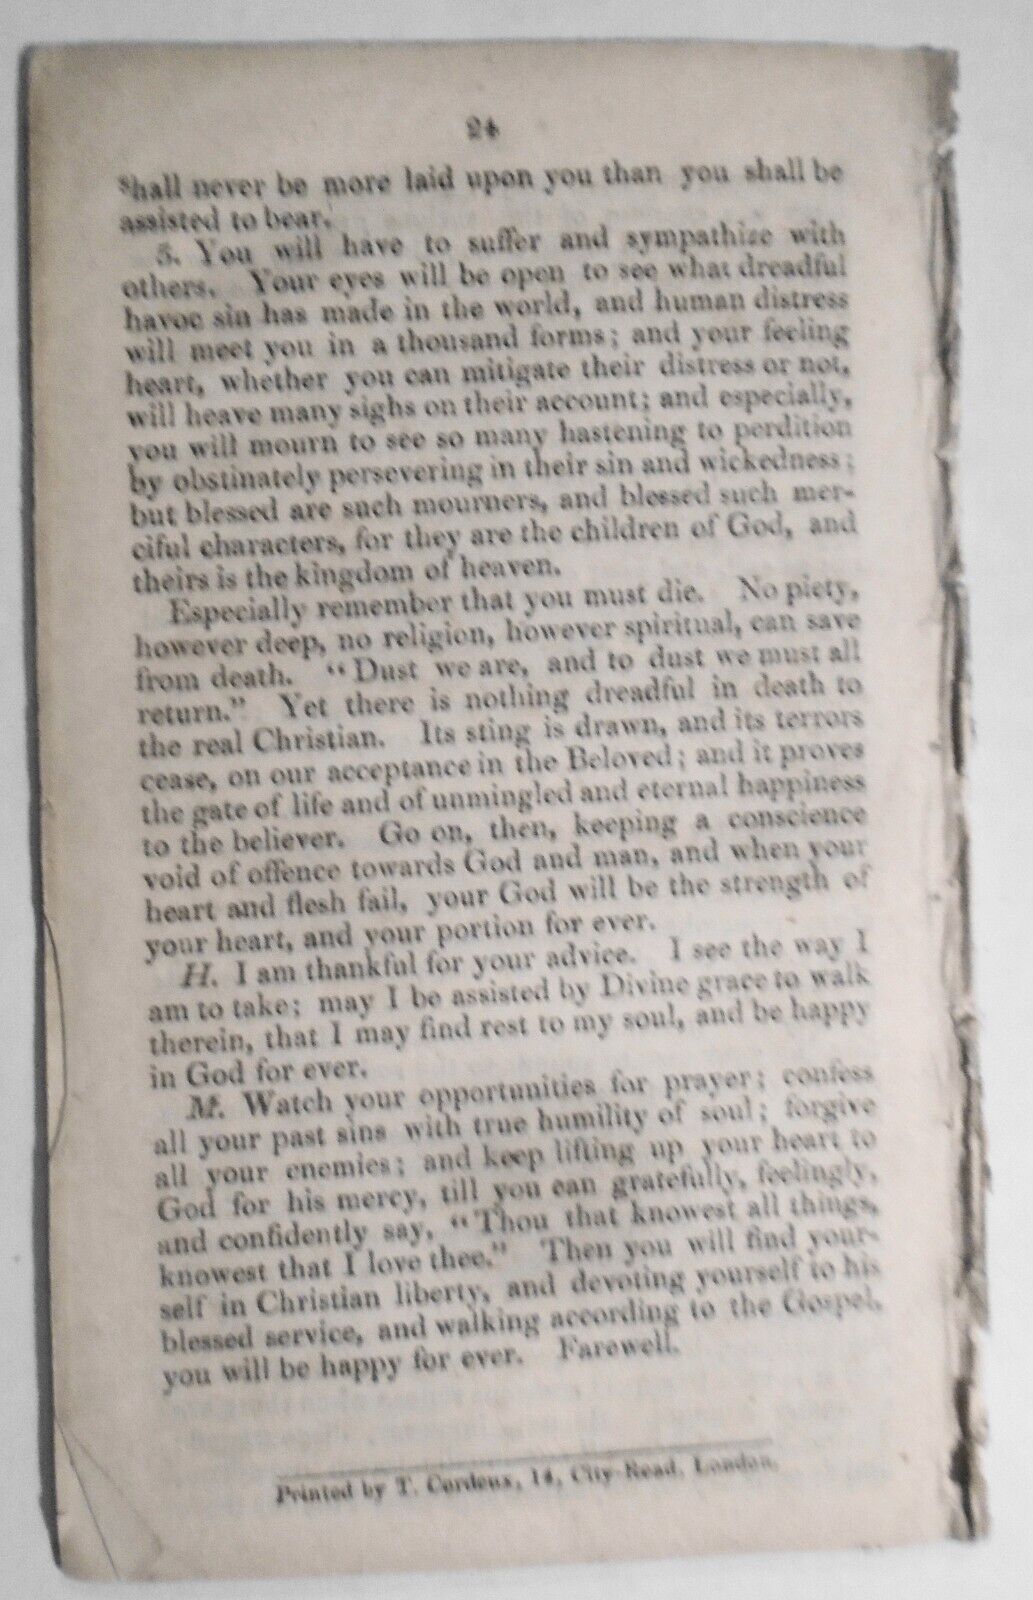 24
shall never be more laid upon you than you shall be
assisted to bear.
5. You will have to suffer and sympathize with
others. Your eyes will be open to see what dreadful
havoc sin has made in the world, and human distress
will meet you in a thousand forms; and your feeling
heart, whether you can mitigate their distress or not,
will heave many sighs on their account; and especially,
you will mourn to see so many hastening to perdition
by obstinately persevering in their sin and wickedness;
but blessed are such mourners, and blessed such mer-
ciful characters, for they are the children of God, and
theirs is the kingdom of heaven.
Especially remember that you must die. No piety,
however deep, no religion, however spiritual, can save
from death. "Dust we are, and to dust we must all
return." Yet there is nothing dreadful in death to
the real Christian. Its sting is drawn, and its terrors
cease, on our acceptance in the Beloved; and it proves
the gate of life and of unmingled and eternal happiness
to the believer. Go on, then, keeping a conscience
void of offence towards God and man, and when your
heart and flesh fail, your God will be the strength of
your heart, and your portion for ever.
H. I am thankful for your advice. I see the way I
am to take; may I be assisted by Divine grace to walk
therein, that I may find rest to my soul, and be happy
in God for ever.
M. Watch your opportunities for prayer; confess
all your past sins with true humility of soul; forgive
all your enemies; and keep lifting up your heart to
God for his mercy, till you can gratefully, feelingly,
and confidently say, "Thou that knowest all things,
knowest that I love thee." Then you will find your-
self in Christian liberty, and devoting yourself to his
blessed service, and walking according to the Gospel,
you will be happy for ever. Farewell.
Printed by T. Cordeux, 14, City-Road, London.